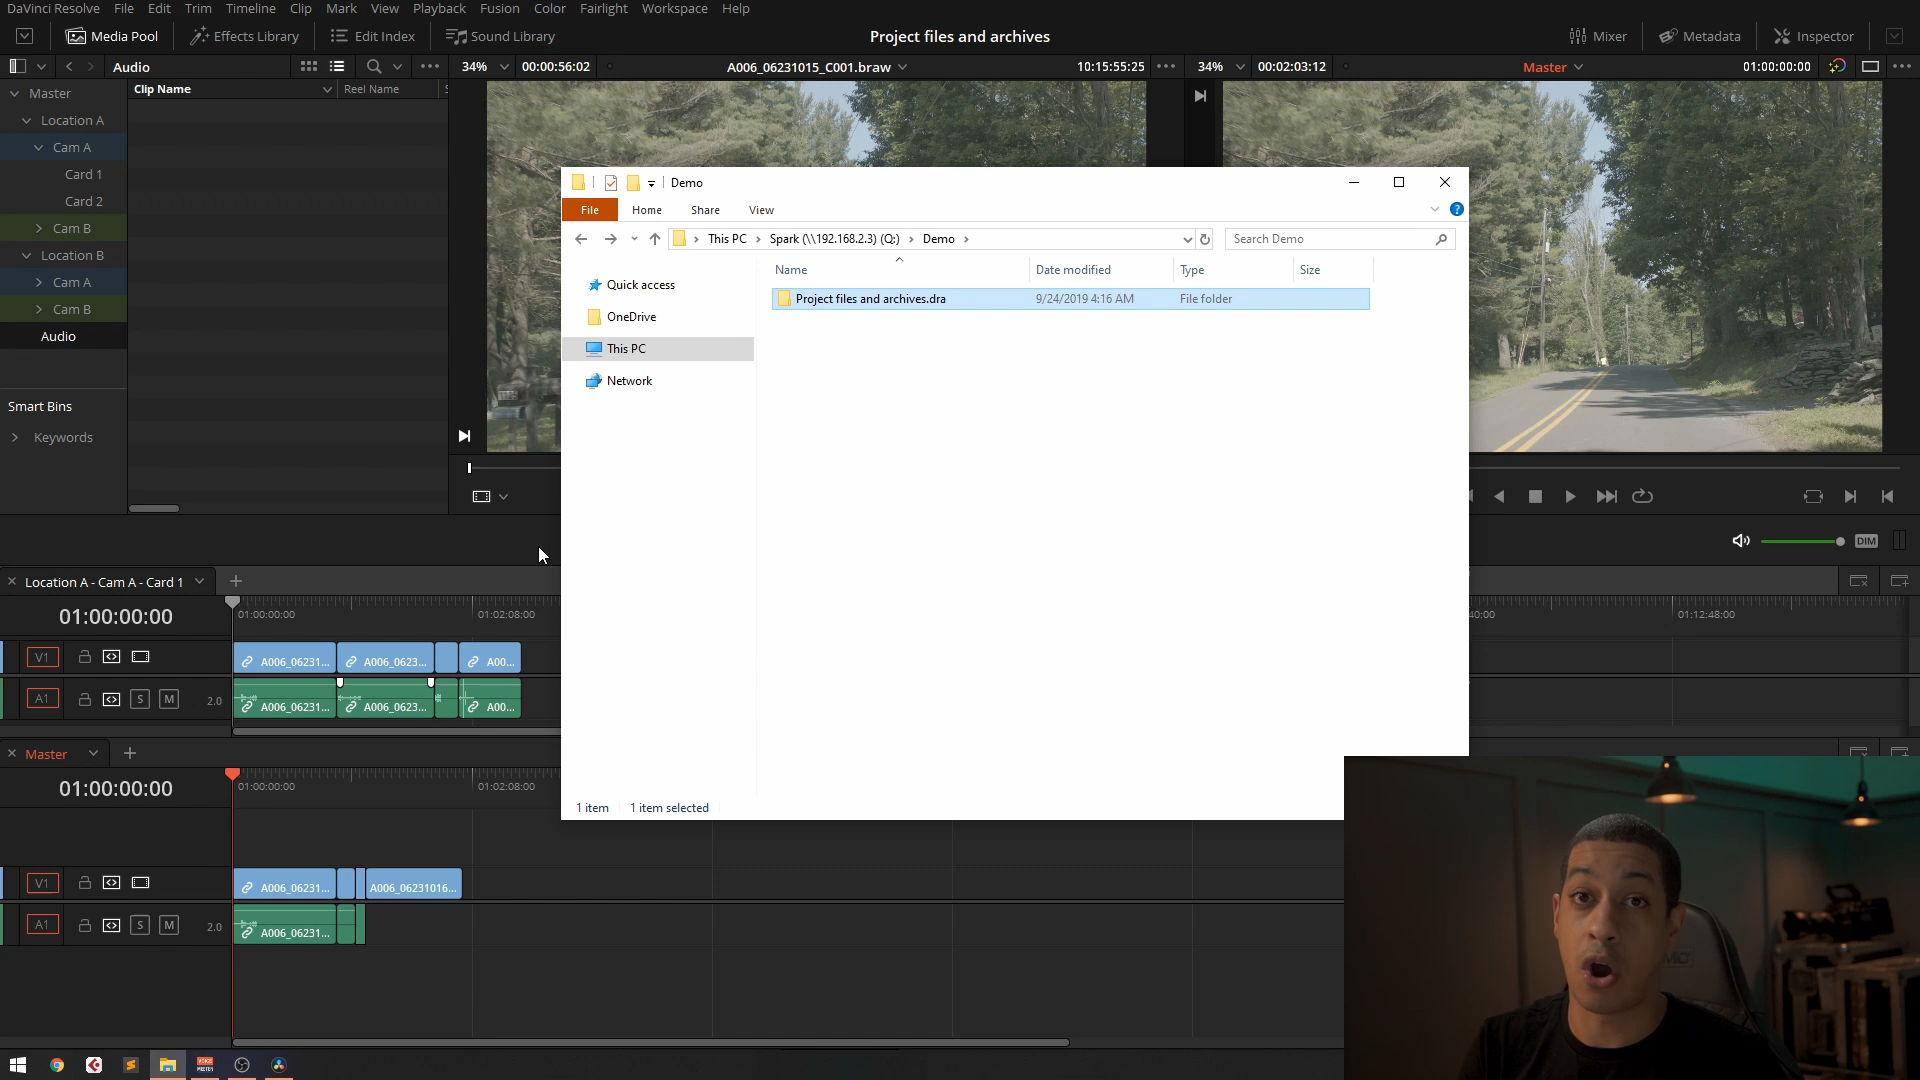 DaVinci Resolve File Edit Trim Timeline Clip Mark View Playback Fusion Color Fairlight Workspace Help
Media Pool Effects Library Edit Index Sound Library Project files and archives Mixer Metadata Inspector
Audio 34% 00:00:56:02 A006_06231015_C001.braw 10:15:55:25 34% 00:02:03:12 Master 01:00:00:00
Master
Clip Name Reel Name
Location A
Cam A
Card 1
Card 2
Cam B
Location B
Cam A
Cam B
Audio
Smart Bins
Keywords
Demo
File Home Share View
This PC Spark (\\192.168.2.3) (Q:) Demo Search Demo
Name Date modified Type Size
Quick access
OneDrive
This PC
Network
Project files and archives.dra 9/24/2019 4:16 AM File folder
1 item 1 item selected
DIM
Location A - Cam A - Card 1
01:00:00:00 01:00:00:00 01:02:08:00 40:00 01:12:48:00
V1 A006_06231... A006_0623... A00...
A1 S M 2.0 A006_06231... A006_0623... A00...
Master
01:00:00:00 01:00:00:00 01:02:08:00
V1 A006_06231... A006_06231016...
A1 S M 2.0 A006_06231...